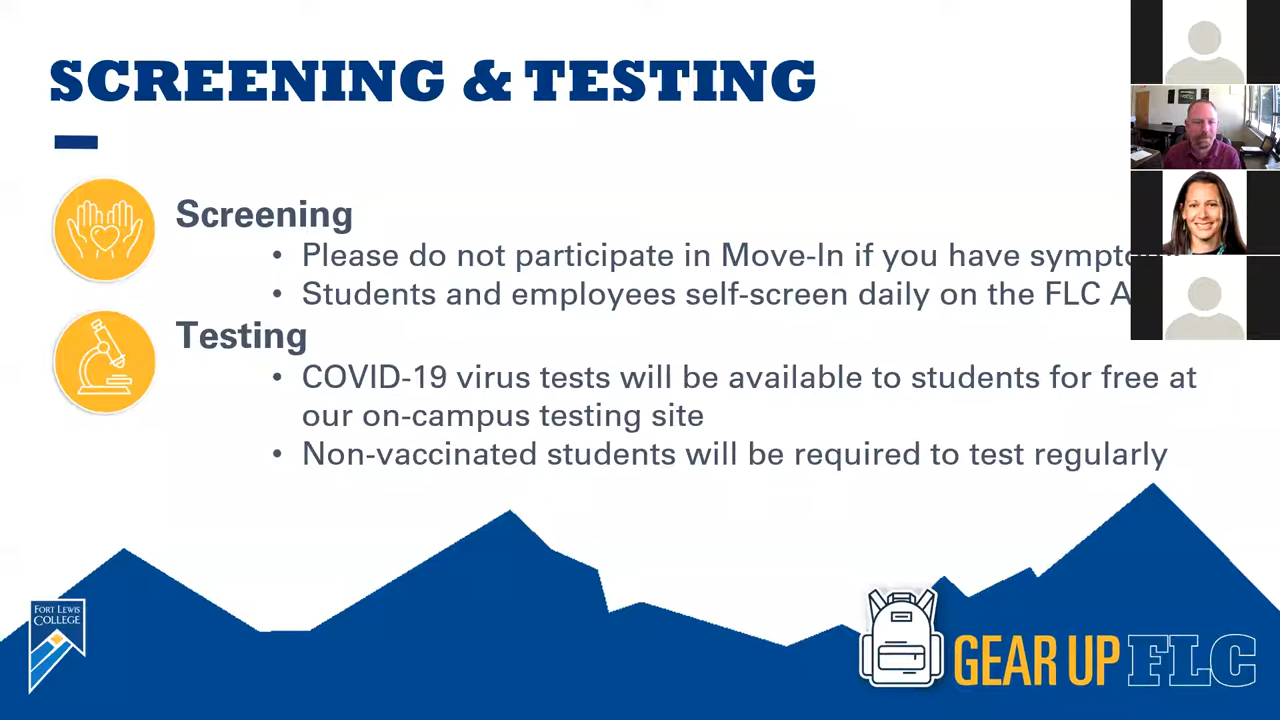 SCREENING & TESTING
Screening
• Please do not participate in Move-In if you have
• Students and employees self-screen daily on the FLC
Testing
• COVID-19 virus tests will be available to students for free at
our on-campus testing site
• Non-vaccinated students will be required to test regularly
FORT LEWIS
COLLEGE
GEAR UP FLC